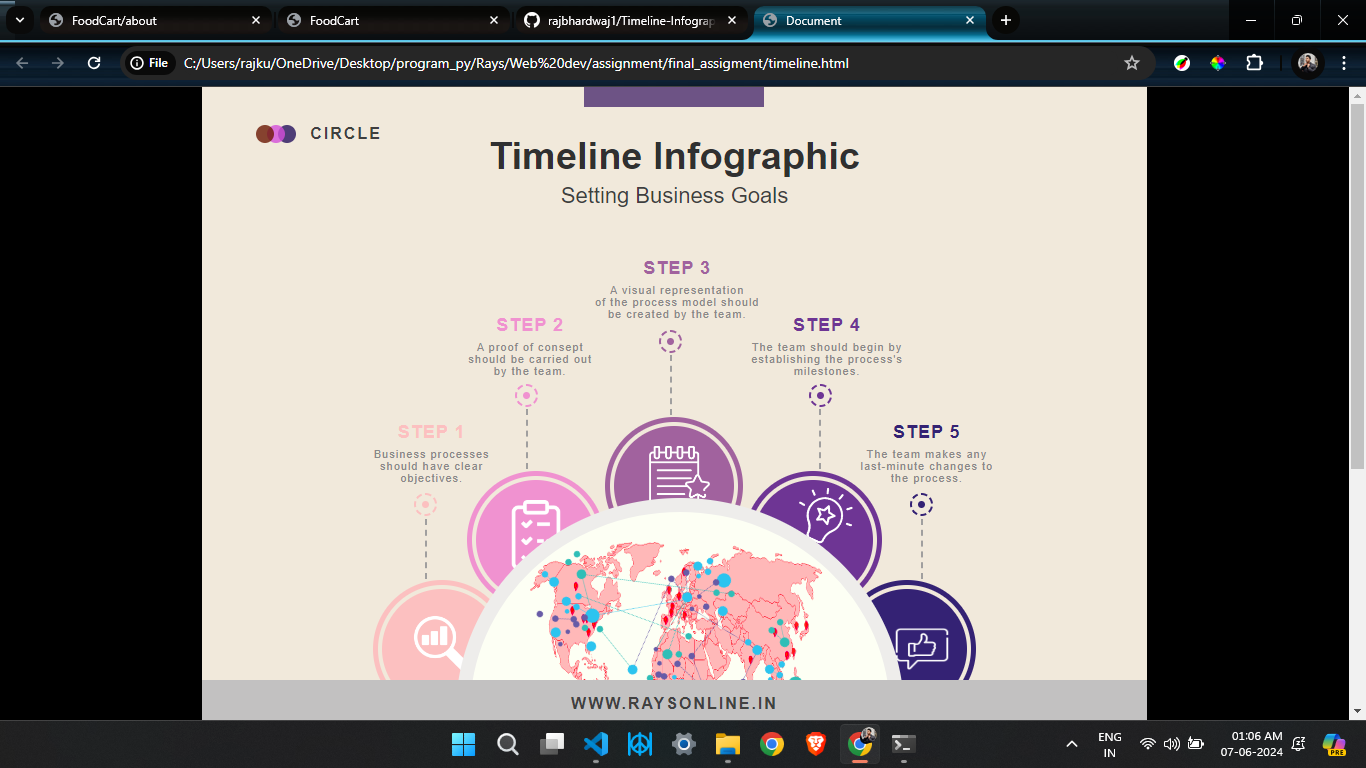 FoodCart/about
FoodCart
rajbhardwaj1/Timeline-Infograp
Document
File
C:/Users/rajku/OneDrive/Desktop/program_py/Rays/Web%20dev/assignment/final_assigment/timeline.html
CIRCLE
Timeline Infographic
Setting Business Goals
STEP 3
A visual representation
of the process model should
be created by the team.
STEP 2
A proof of consept
should be carried out
by the team.
STEP 4
The team should begin by
establishing the process's
milestones.
STEP 1
Business processes
should have clear
objectives.
STEP 5
The team makes any
last-minute changes to
the process.
WWW.RAYSONLINE.IN
ENG
IN
01:06 AM
07-06-2024
PRE